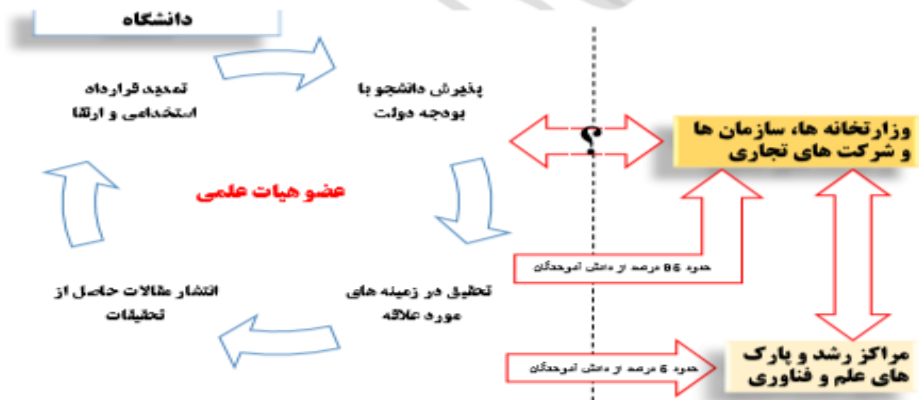 دانشگاه
پذیرش دانشجو با
بودجه دولت
تمدید قرارداد
استخدامی و ارتقا
؟
وزارتخانه ها، سازمان ها
و شرکت های تجاری
عضو هیات علمی
حدود 95 درصد از دانش آموختگان
تحقیق در زمینه های
مورد علاقه
انتشار مقالات حاصل از
تحقیقات
مراکز رشد و پارک
های علم و فناوری
حدود 5 درصد از دانش آموختگان